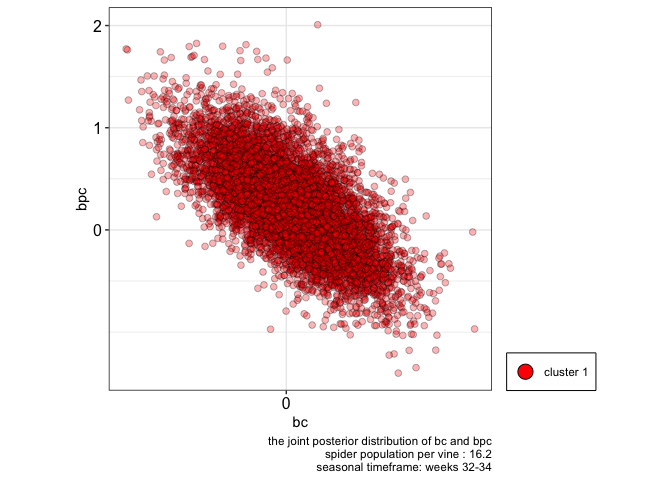 2
1
0
bpc
0
bc
cluster 1
the joint posterior distribution of bc and bpc
spider population per vine : 16.2
seasonal timeframe: weeks 32-34